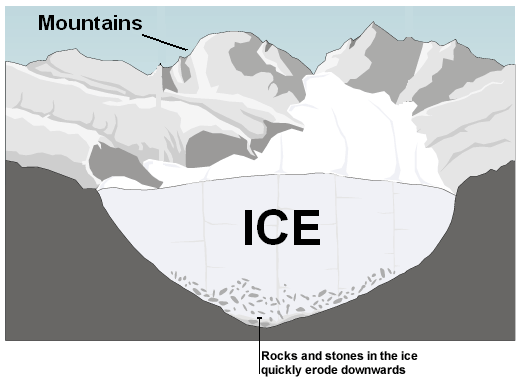 Mountains
ICE
Rocks and stones in the ice
quickly erode downwards